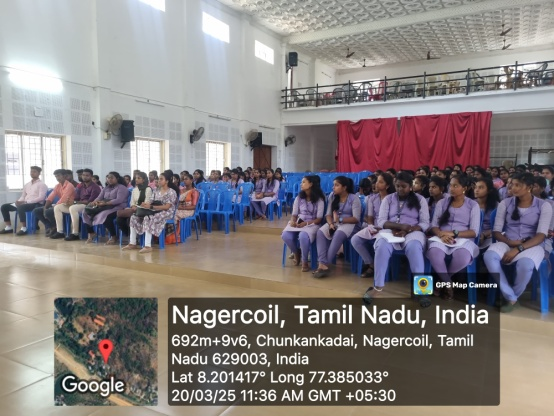 GPS Map Camera
Nagercoil, Tamil Nadu, India
692m+9v6, Chunkankadai, Nagercoil, Tamil
Nadu 629003, India
Lat 8.201417° Long 77.385033°
20/03/25 11:36 AM GMT +05:30
Google